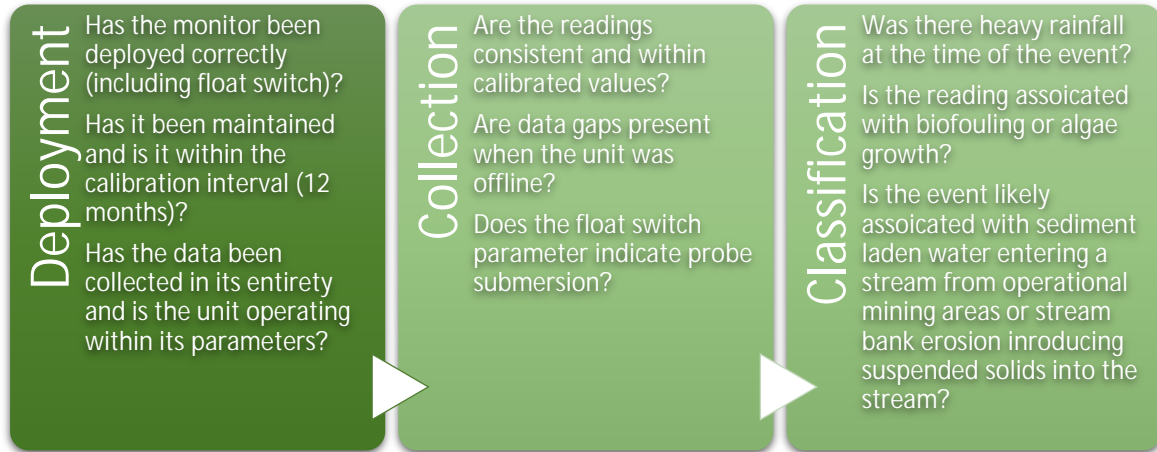 Deployment
Has the monitor been
deployed correctly
(including float switch)?
Has it been maintained
and is it within the
calibration interval (12
months)?
Has the data been
collected in its entirety
and is the unit operating
within its parameters?
Collection
Are the readings
consistent and within
calibrated values?
Are data gaps present
when the unit was
offline?
Does the float switch
parameter indicate probe
submersion?
Classification
Was there heavy rainfall
at the time of the event?
Is the reading assoicated
with biofouling or algae
growth?
Is the event likely
assoicated with sediment
laden water entering a
stream from operational
mining areas or stream
bank erosion inroducing
suspended solids into the
stream?